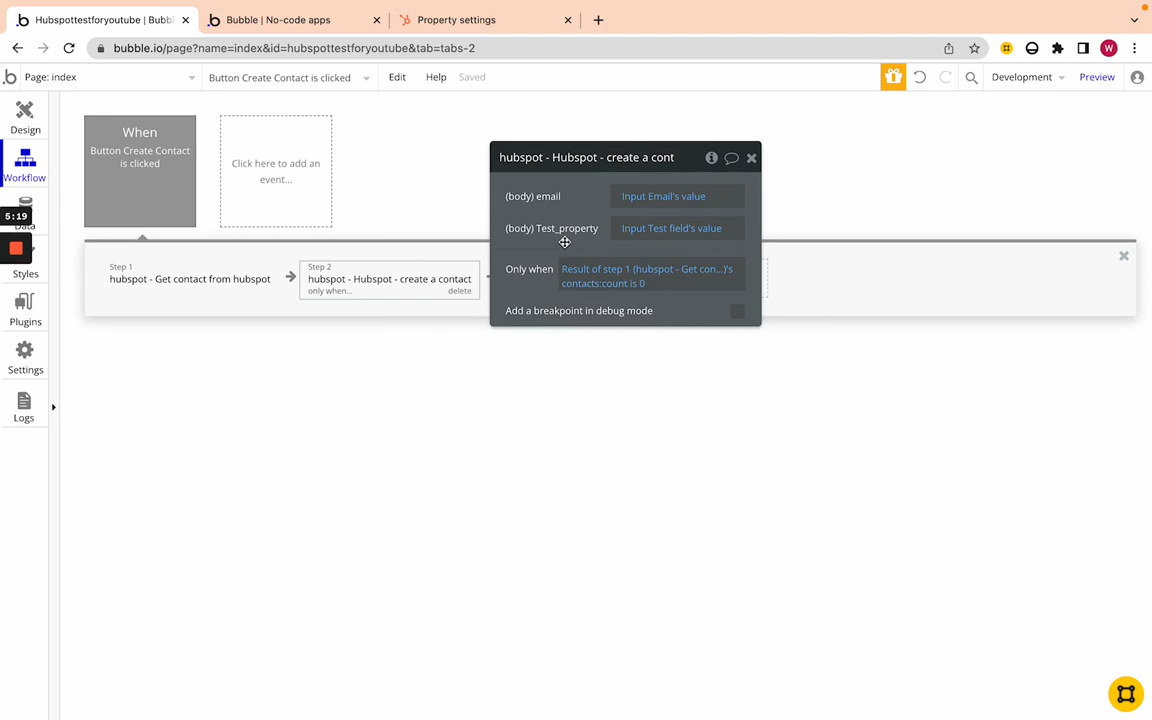 Hubspottestforyoutube | Bubbl
Bubble | No-code apps
Property settings
bubble.io/page?name=index&id=hubspottestforyoutube&tab=tabs-2
W
Page: index
Button Create Contact is clicked
Edit
Help
Saved
Development
Preview
Design
Workflow
Data
5:19
Styles
Plugins
Settings
Logs
When
Button Create Contact
is clicked
Click here to add an
event...
Step 1
hubspot - Get contact from hubspot
Step 2
hubspot - Hubspot - create a contact
only when...
delete
hubspot - Hubspot - create a cont
(body) email
Input Email's value
(body) Test_property
Input Test field's value
Only when
Result of step 1 (hubspot - Get con...)'s
contacts:count is 0
Add a breakpoint in debug mode